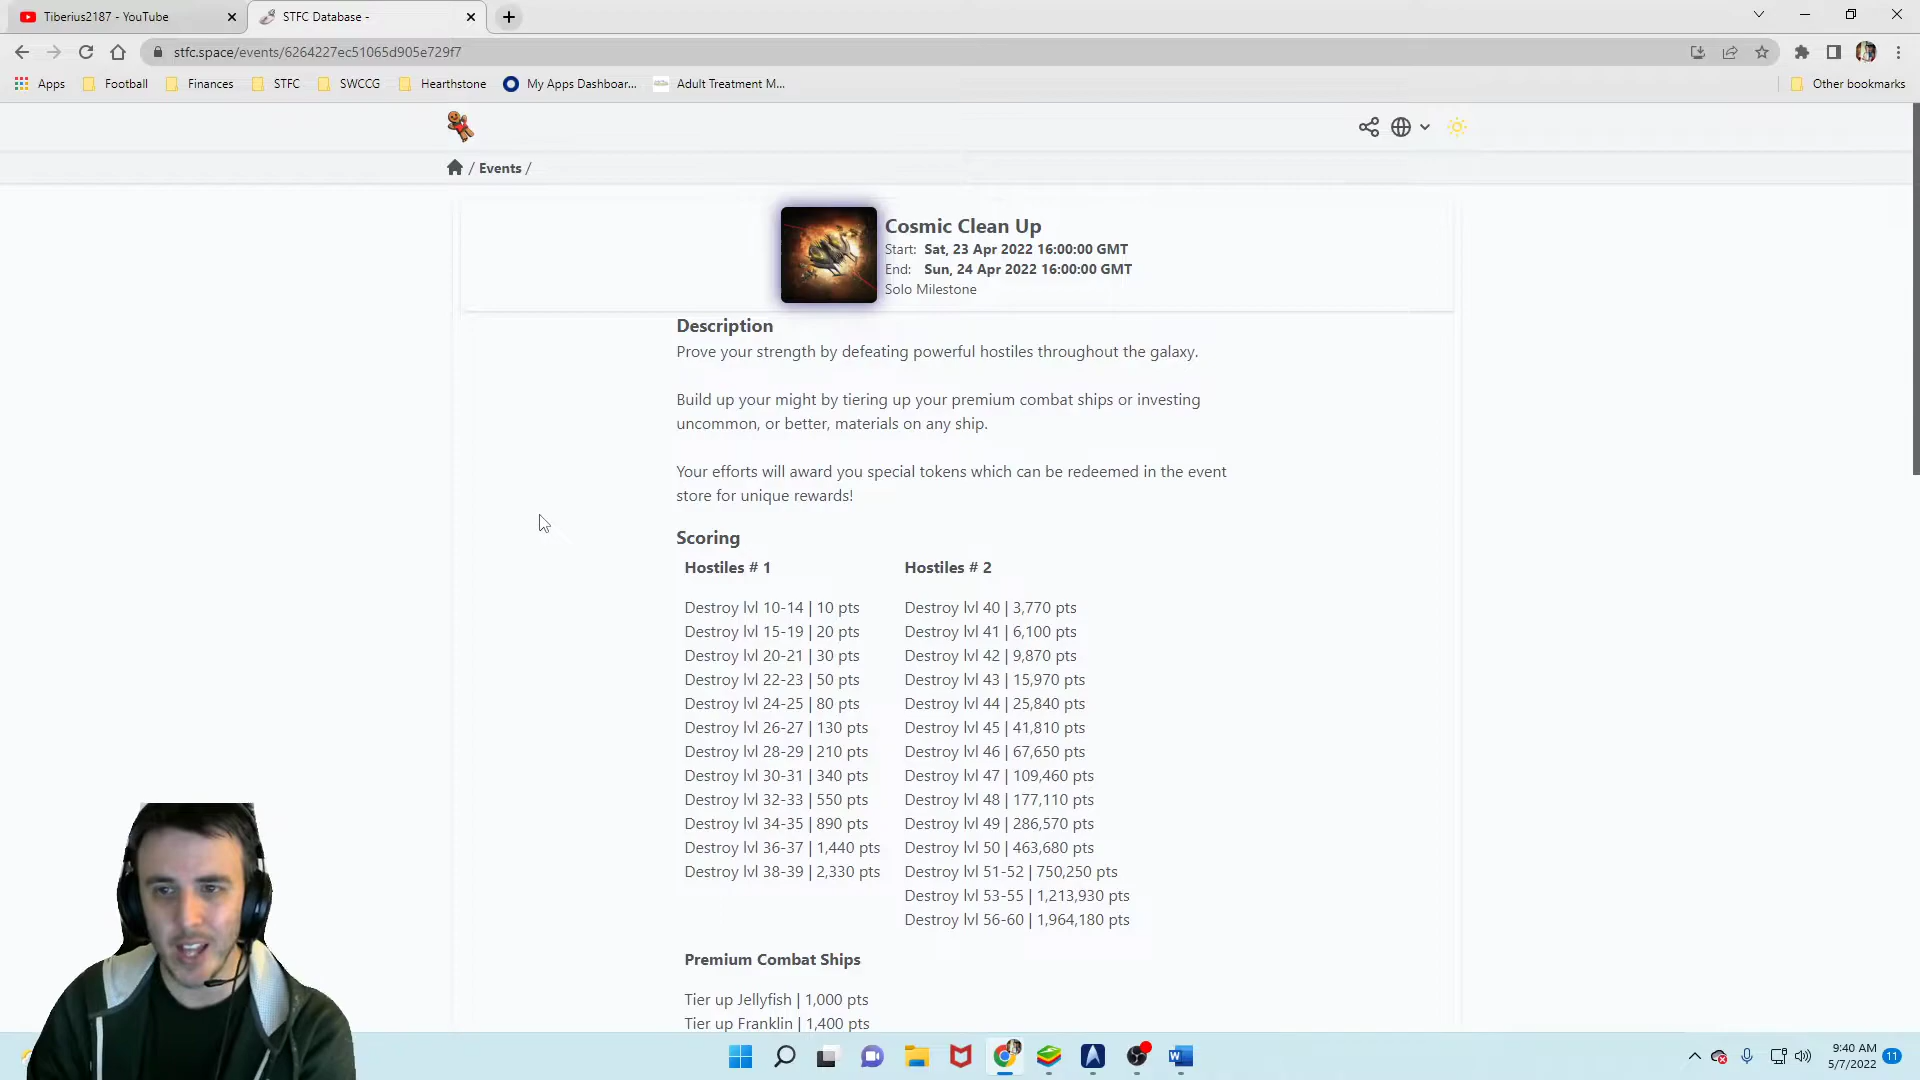 Tiberius2187 - YouTube
STFC Database -
stfc.space/events/6264227ec51065d905e729f7
Apps
Football
Finances
STFC
SWCCG
Hearthstone
My Apps Dashboar...
Adult Treatment M...
Other bookmarks
/ Events /
Cosmic Clean Up
Start: Sat, 23 Apr 2022 16:00:00 GMT
End: Sun, 24 Apr 2022 16:00:00 GMT
Solo Milestone
Description
Prove your strength by defeating powerful hostiles throughout the galaxy.
Build up your might by tiering up your premium combat ships or investing
uncommon, or better, materials on any ship.
Your efforts will award you special tokens which can be redeemed in the event
store for unique rewards!
Scoring
Hostiles # 1
Destroy lvl 10-14 | 10 pts
Destroy lvl 15-19 | 20 pts
Destroy lvl 20-21 | 30 pts
Destroy lvl 22-23 | 50 pts
Destroy lvl 24-25 | 80 pts
Destroy lvl 26-27 | 130 pts
Destroy lvl 28-29 | 210 pts
Destroy lvl 30-31 | 340 pts
Destroy lvl 32-33 | 550 pts
Destroy lvl 34-35 | 890 pts
Destroy lvl 36-37 | 1,440 pts
Destroy lvl 38-39 | 2,330 pts
Hostiles # 2
Destroy lvl 40 | 3,770 pts
Destroy lvl 41 | 6,100 pts
Destroy lvl 42 | 9,870 pts
Destroy lvl 43 | 15,970 pts
Destroy lvl 44 | 25,840 pts
Destroy lvl 45 | 41,810 pts
Destroy lvl 46 | 67,650 pts
Destroy lvl 47 | 109,460 pts
Destroy lvl 48 | 177,110 pts
Destroy lvl 49 | 286,570 pts
Destroy lvl 50 | 463,680 pts
Destroy lvl 51-52 | 750,250 pts
Destroy lvl 53-55 | 1,213,930 pts
Destroy lvl 56-60 | 1,964,180 pts
Premium Combat Ships
Tier up Jellyfish | 1,000 pts
Tier up Franklin | 1,400 pts
9:40 AM
5/7/2022
11